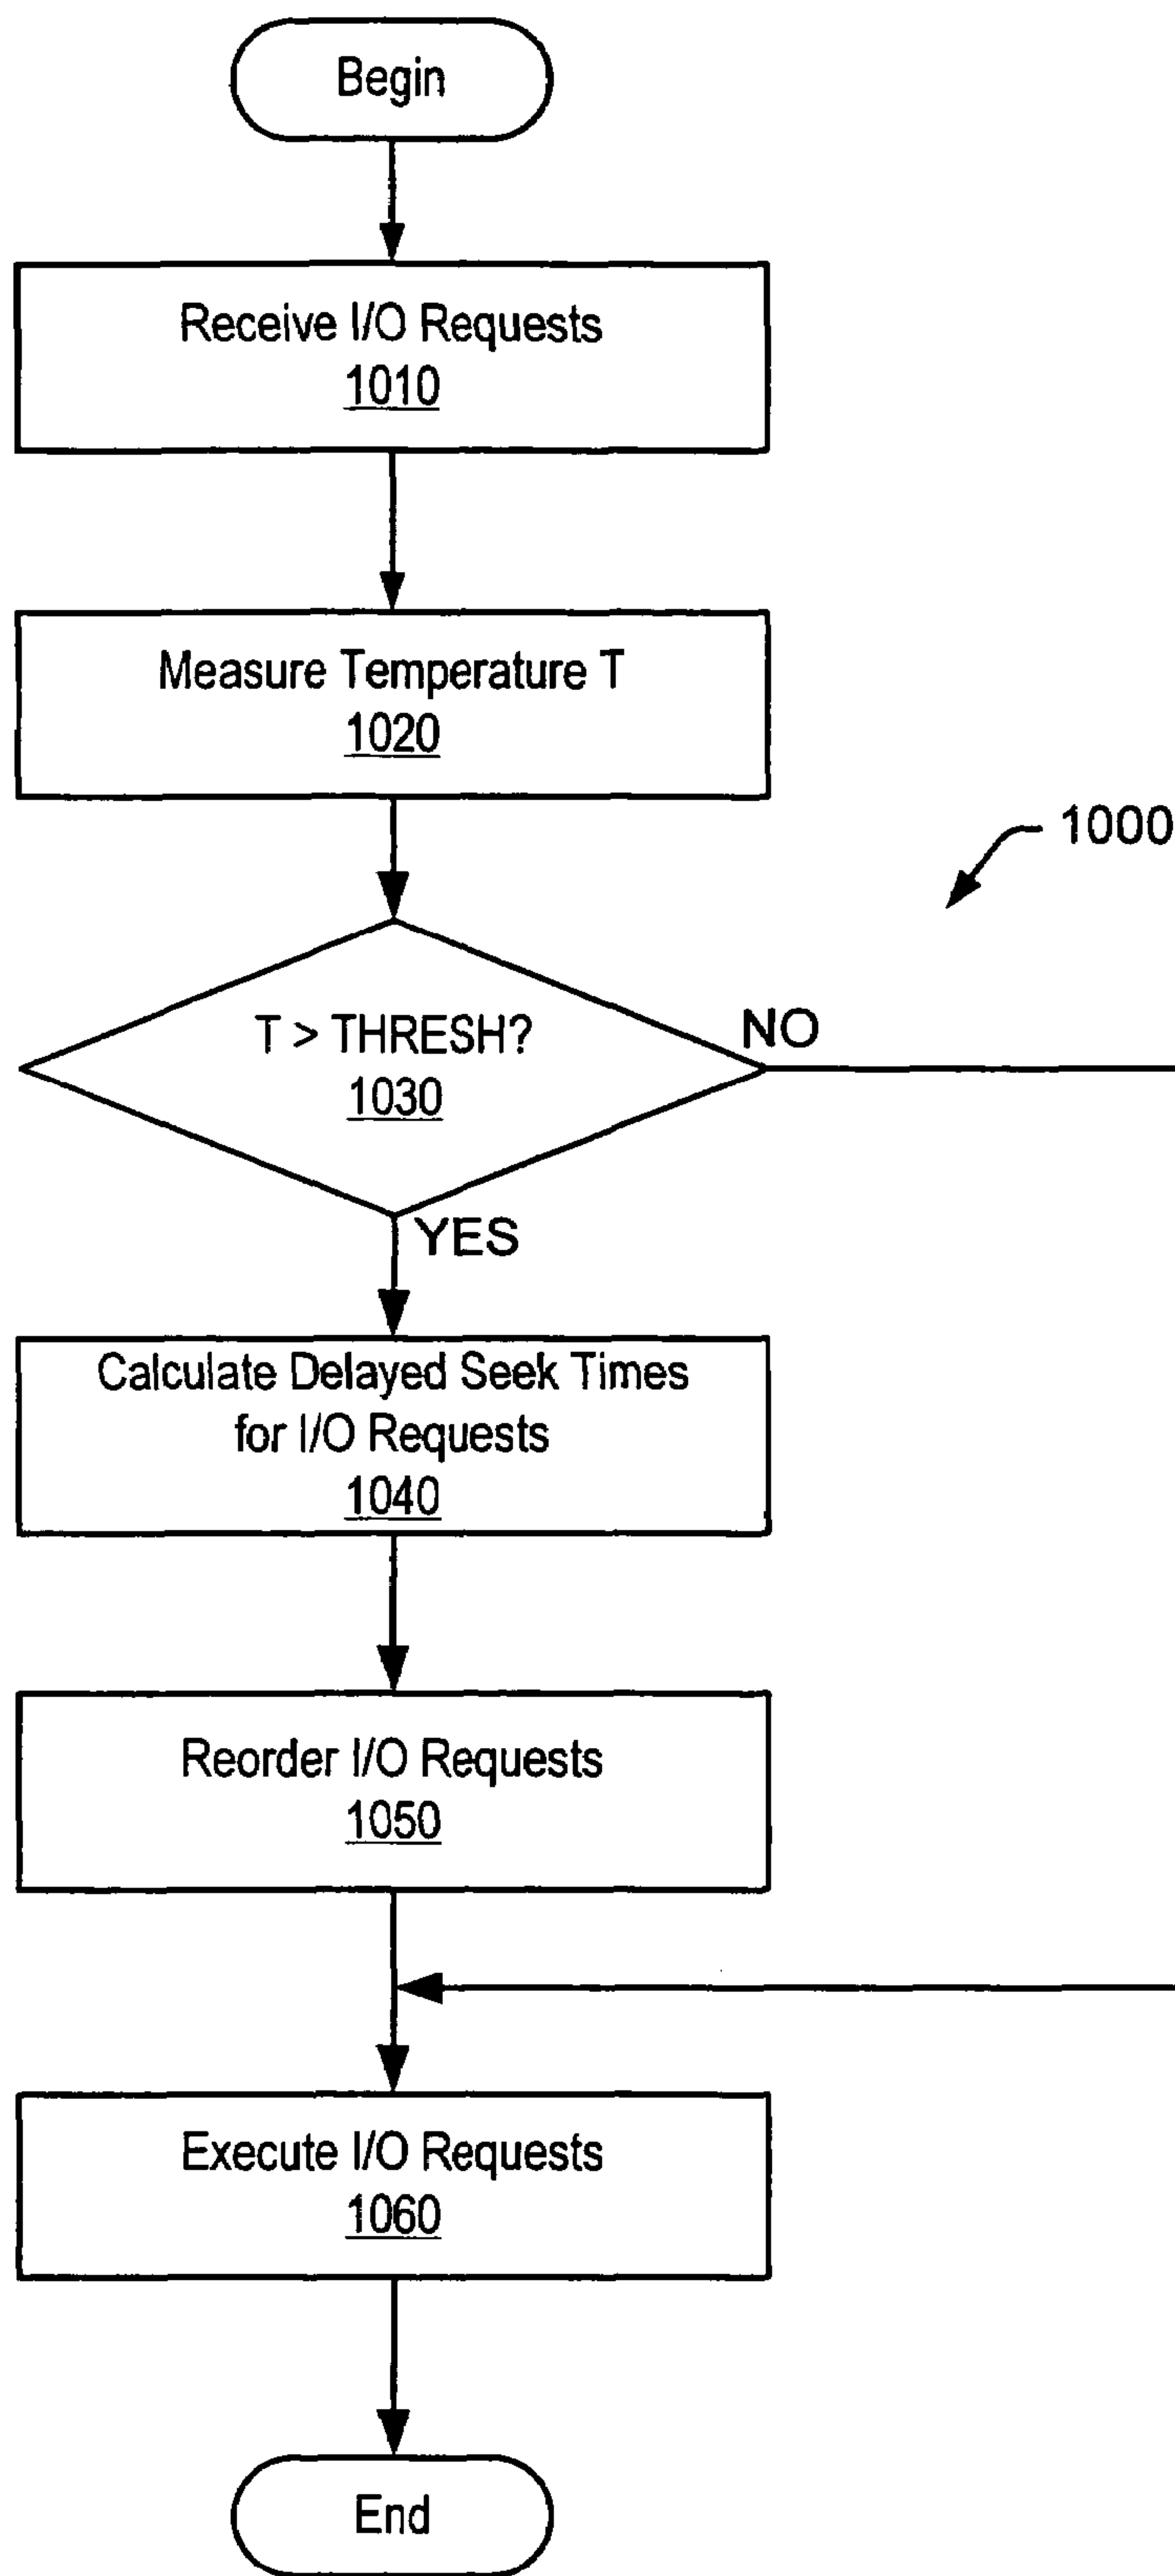 Begin
Receive I/O Requests
1010
Measure Temperature T
1020
1000
T > THRESH?
1030
NO
YES
Calculate Delayed Seek Times
for I/O Requests
1040
Reorder I/O Requests
1050
Execute I/O Requests
1060
End